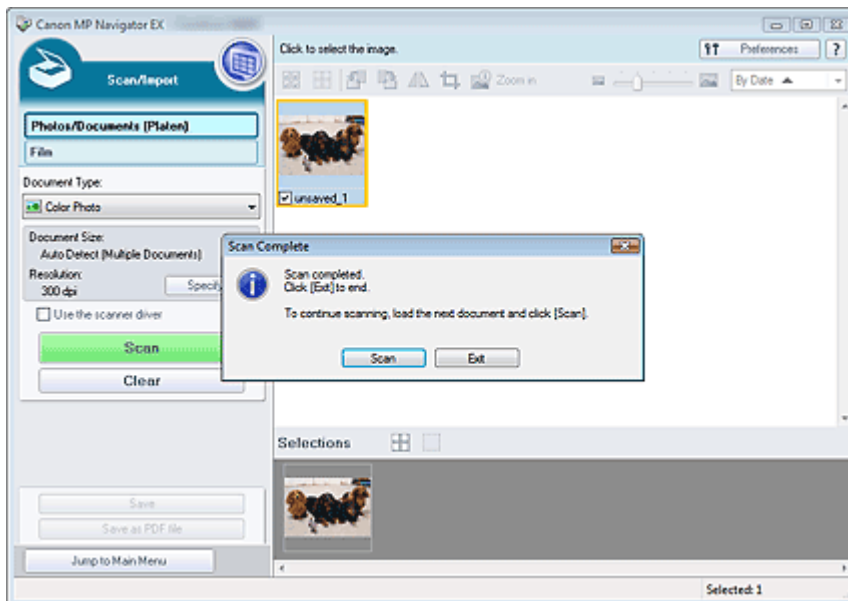 Canon MP Navigator EX
Scan/Import
Click to select the image.
Preferences
?
Zoom in
By Date
Photos/Documents (Platen)
Film
Document Type:
Color Photo
unsaved_1
Document Size:
Auto Detect (Multiple Documents)
Resolution:
300 dpi
Specify
Use the scanner driver
Scan
Clear
Scan Complete
Scan completed.
Click [Exit] to end.
To continue scanning, load the next document and click [Scan].
Scan
Exit
Selections
Save
Save as PDF file
Jump to Main Menu
Selected: 1